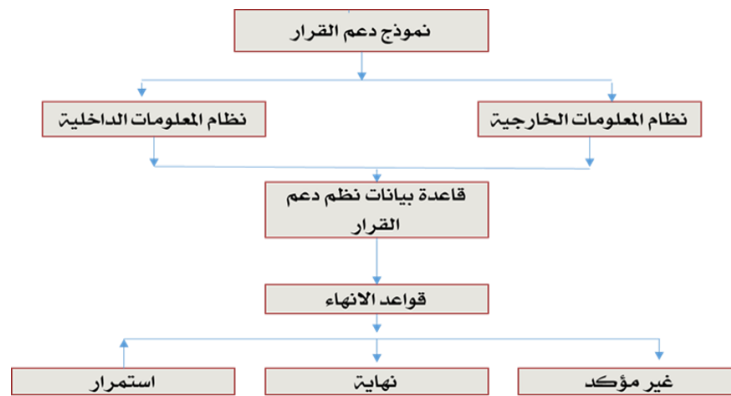 نموذج دعم القرار
نظام المعلومات الخارجية
نظام المعلومات الداخلية
قاعدة بيانات نظم دعم
القرار
قواعد الانهاء
غير مؤكد
نهاية
استمرار